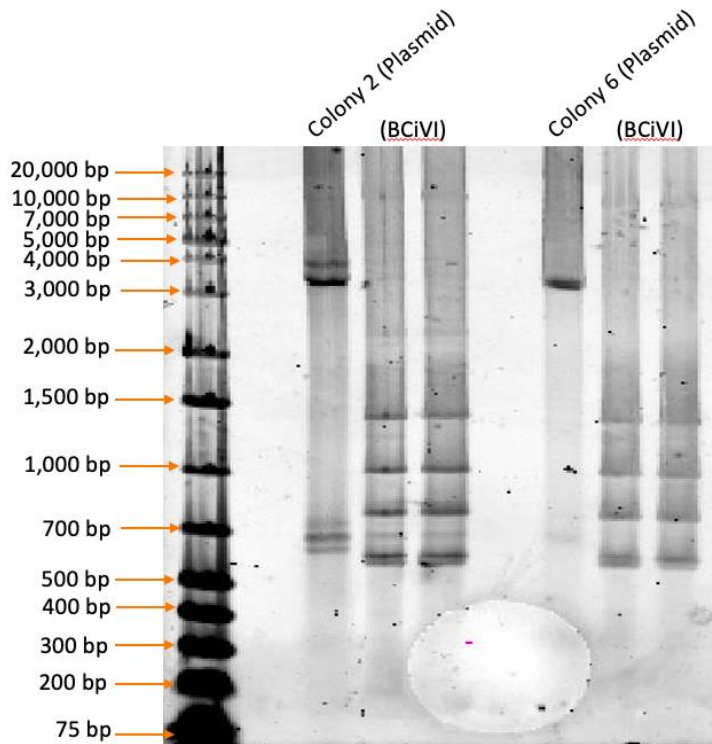 Colony 2 (Plasmid)
(BCiVI)
Colony 6 (Plasmid)
(BCiVI)
20,000 bp
10,000 bp
7,000 bp
5,000 bp
4,000 bp
3,000 bp
2,000 bp
1,500 bp
1,000 bp
700 bp
500 bp
400 bp
300 bp
200 bp
75 bp